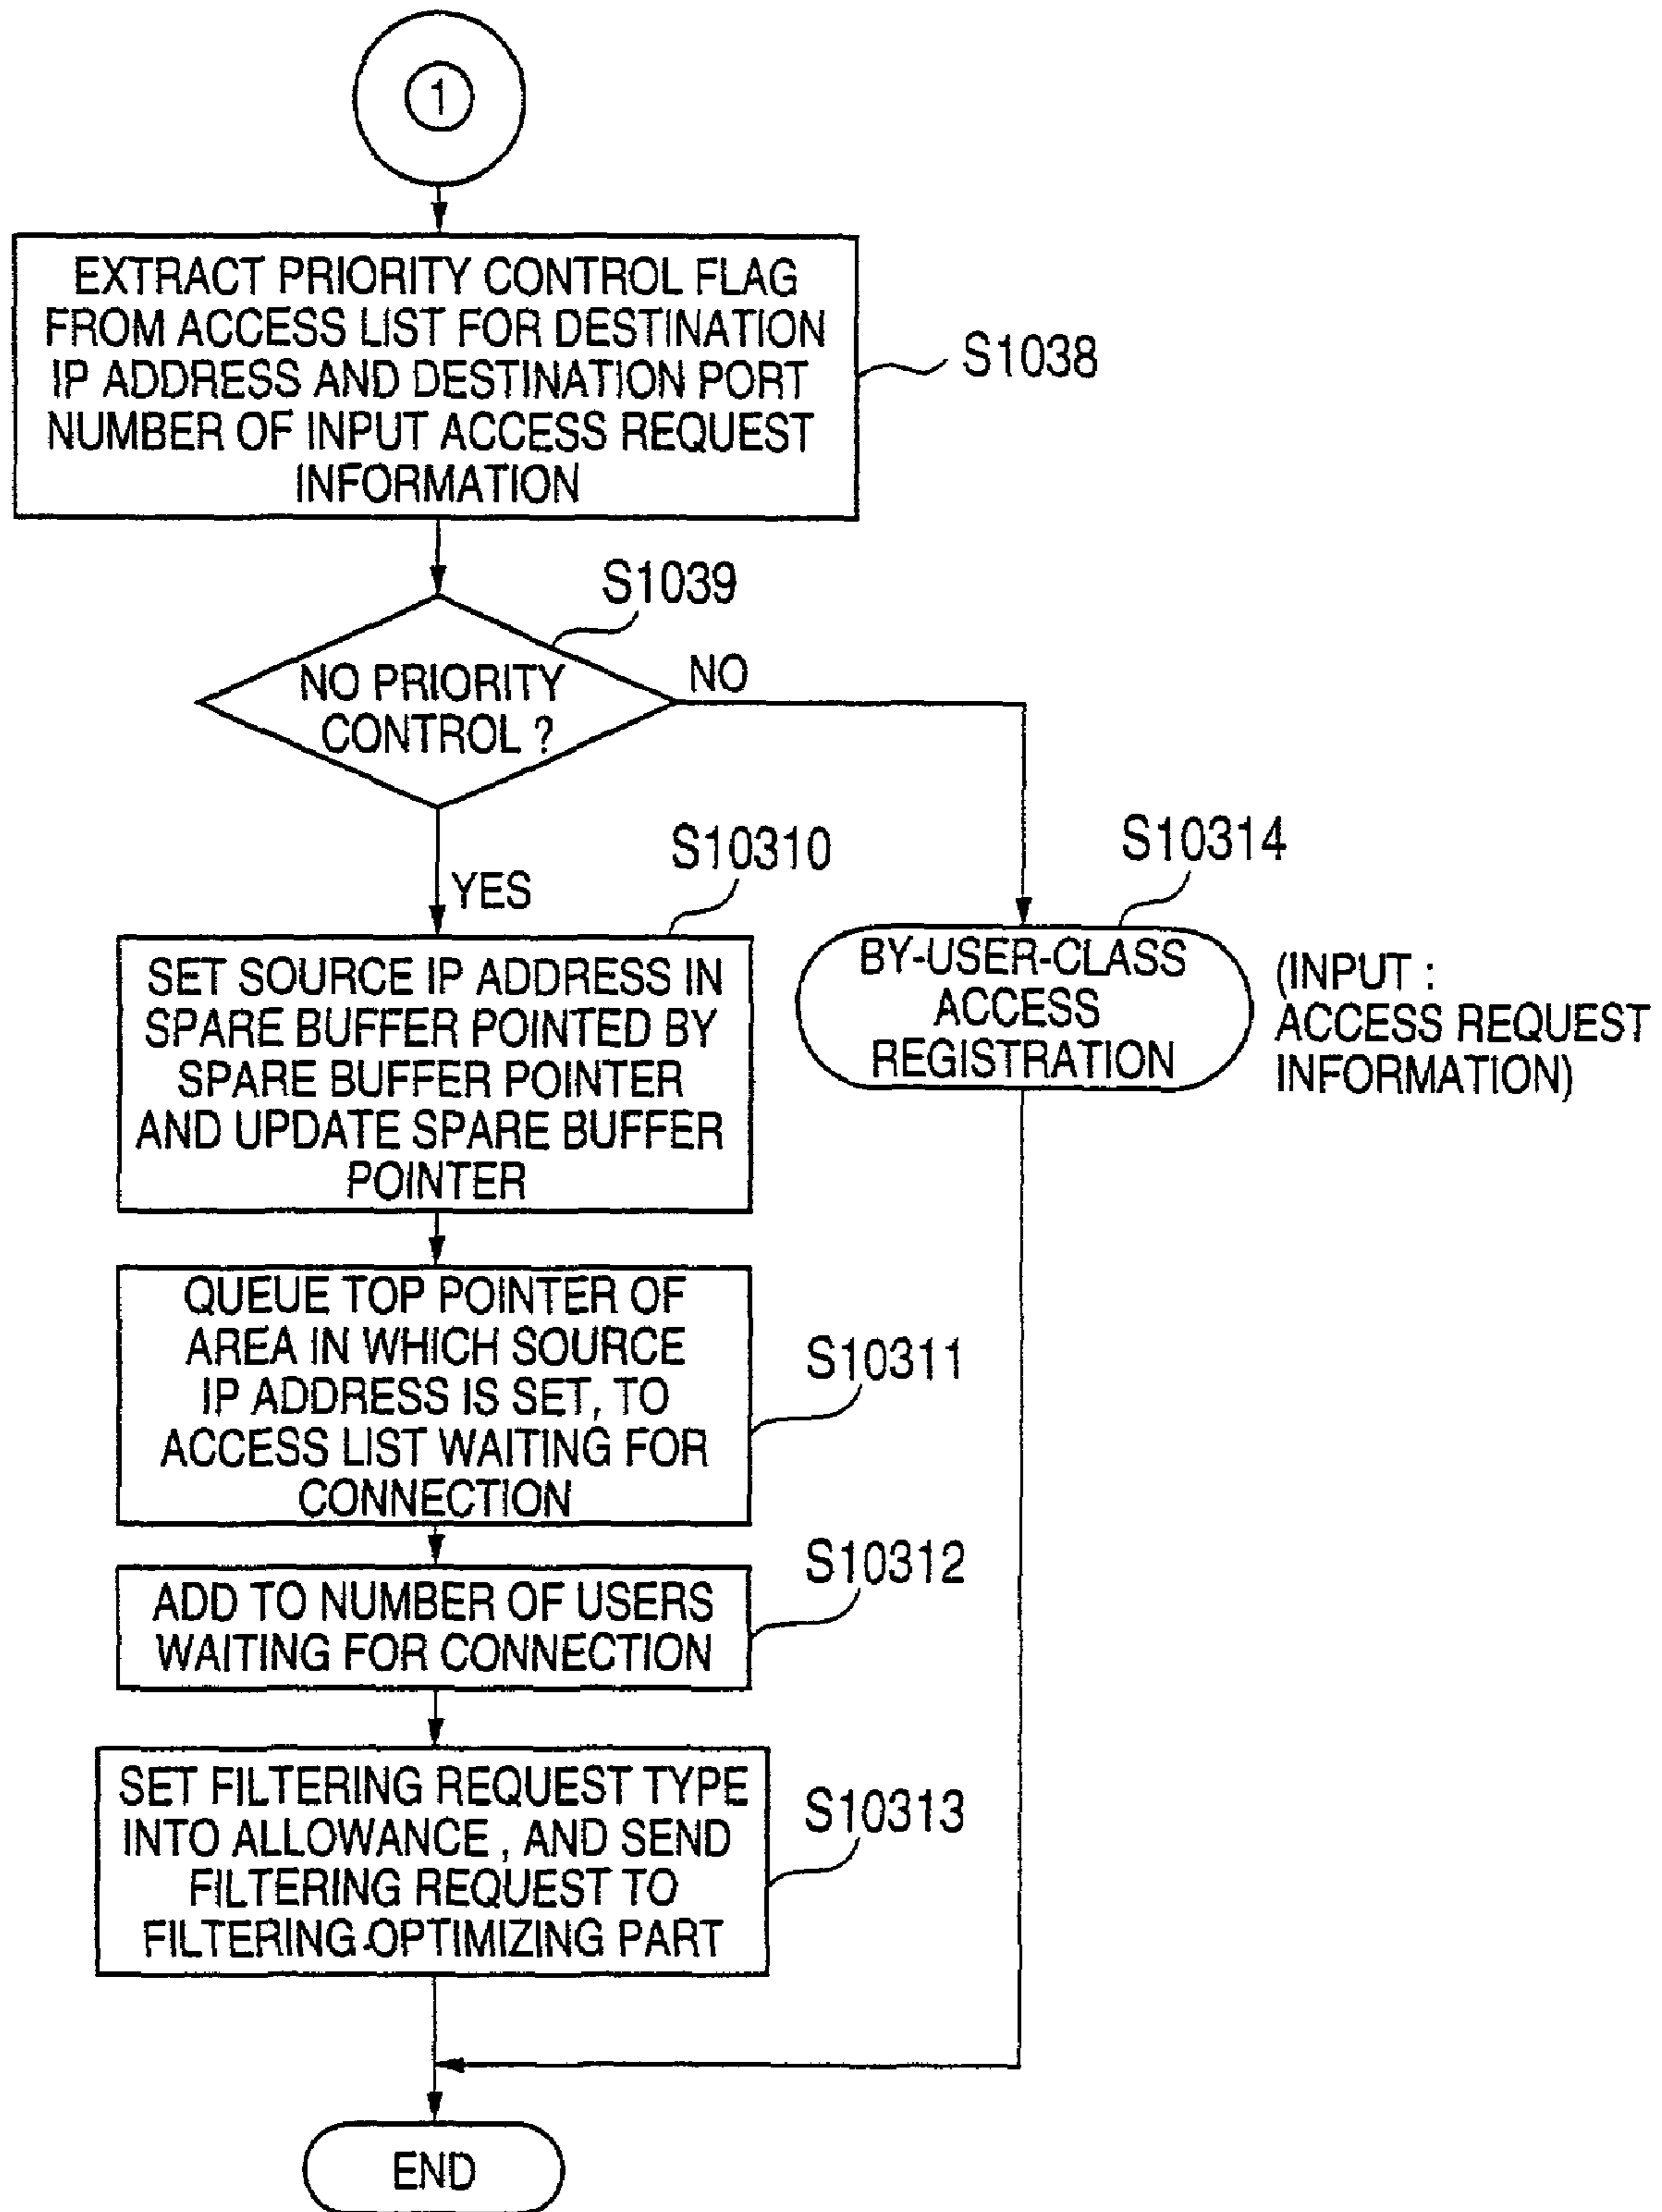 1
EXTRACT PRIORITY CONTROL FLAG
FROM ACCESS LIST FOR DESTINATION
IP ADDRESS AND DESTINATION PORT
NUMBER OF INPUT ACCESS REQUEST
INFORMATION
S1038
S1039
NO PRIORITY
CONTROL ?
NO
YES
S10310
SET SOURCE IP ADDRESS IN
SPARE BUFFER POINTED BY
SPARE BUFFER POINTER
AND UPDATE SPARE BUFFER
POINTER
S10314
BY-USER-CLASS
ACCESS
REGISTRATION
(INPUT :
ACCESS REQUEST
INFORMATION)
QUEUE TOP POINTER OF
AREA IN WHICH SOURCE
IP ADDRESS IS SET, TO
ACCESS LIST WAITING FOR
CONNECTION
S10311
ADD TO NUMBER OF USERS
WAITING FOR CONNECTION
S10312
SET FILTERING REQUEST TYPE
INTO ALLOWANCE , AND SEND
FILTERING REQUEST TO
FILTERING-OPTIMIZING PART
S10313
END